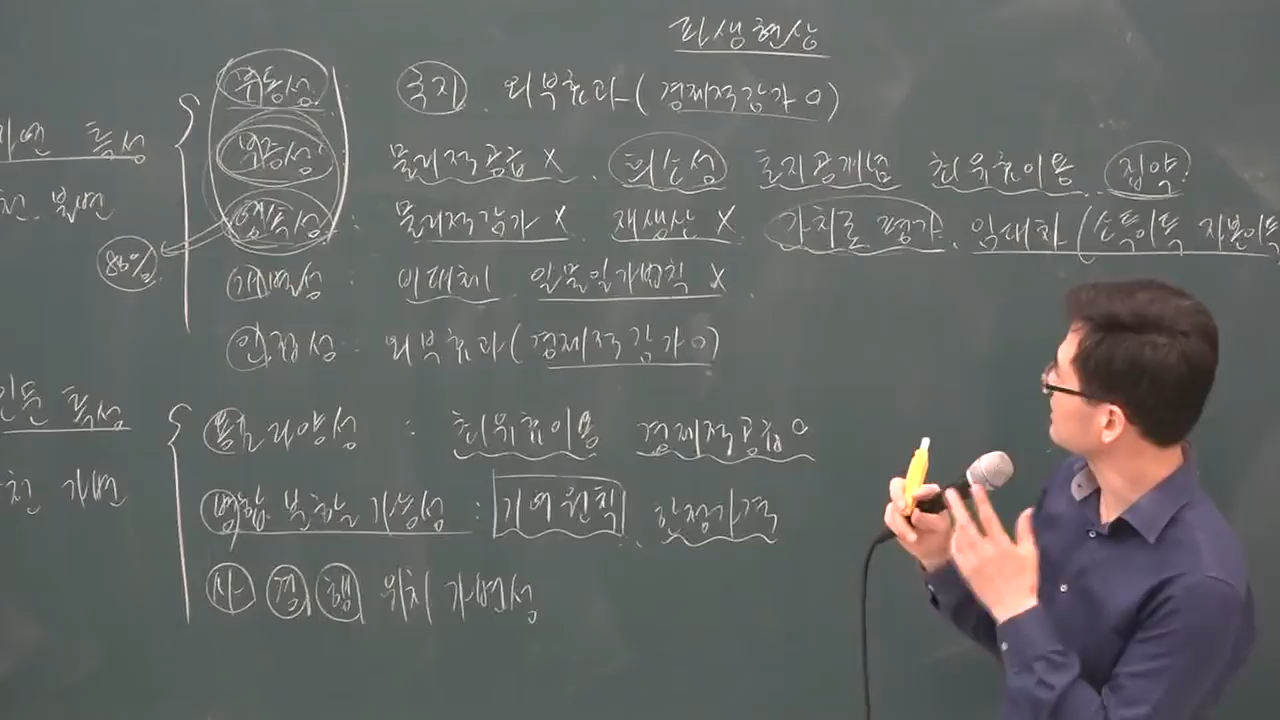 파생현상
자연 특성
부동성 : 국지. 외부효과 (경제적감가 O)
부증성 : 물리적공급 X. 희소성 토지공개념 최유효이용. 집약.
영속성 : 물리적감가 X 재생산 X 가치로 평가. 임대차 (소득이득 자본이득
88%
개별성 : 비대체 일물일가법칙 X.
인접성 : 외부효과 (경제적감가 O)
인문 특성
용도다양성 : 최유효이용 경제적공급 O
병합.분할 가능성 : 기여원칙. 한정가격
사 경 행 위치 가변성
가변